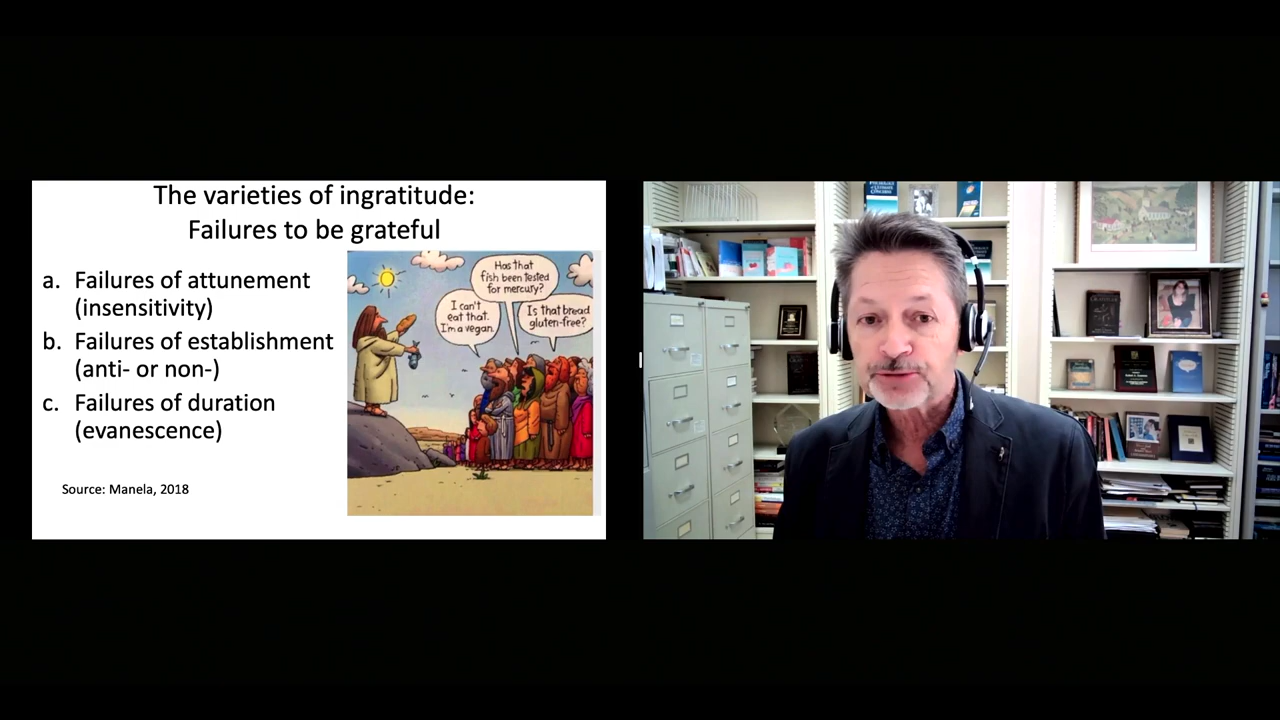 The varieties of ingratitude:
Failures to be grateful
a. Failures of attunement
(insensitivity)
b. Failures of establishment
(anti- or non-)
c. Failures of duration
(evanescence)
Source: Manela, 2018
I can't
eat that.
I'm a vegan.
Has that
fish been tested
for mercury?
Is that bread
gluten-free?